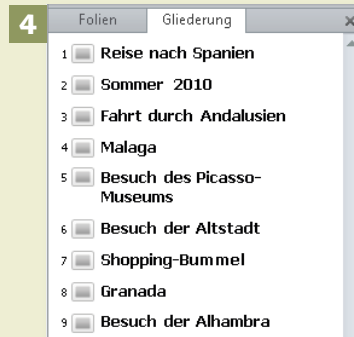 4
Folien Gliederung
1 Reise nach Spanien
2 Sommer 2010
3 Fahrt durch Andalusien
4 Malaga
5 Besuch des Picasso-
Museums
6 Besuch der Altstadt
7 Shopping-Bummel
8 Granada
9 Besuch der Alhambra